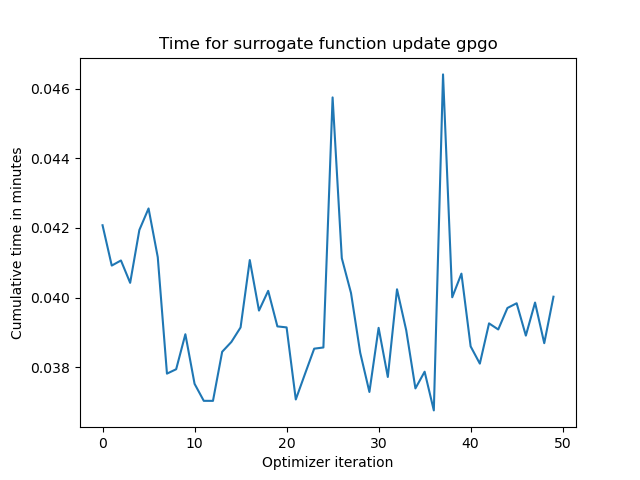 Time for surrogate function update gpgo
0.046
0.044
0.042
0.040
0.038
Cumulative time in minutes
0 10 20 30 40 50
Optimizer iteration